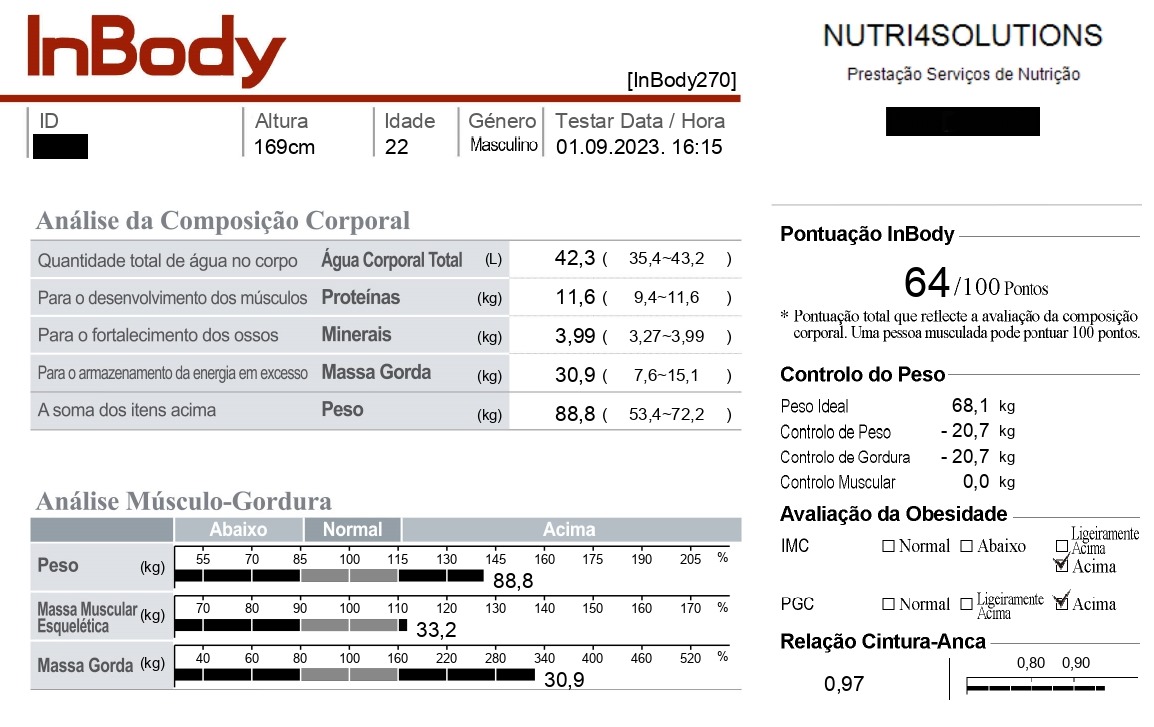 InBody
[InBody270]
NUTRI4SOLUTIONS
Prestação Serviços de Nutrição
ID
Altura
169cm
Idade
22
Género
Masculino
Testar Data / Hora
01.09.2023. 16:15
Análise da Composição Corporal
Quantidade total de água no corpo Água Corporal Total (L) 42,3 ( 35,4~43,2 )
Para o desenvolvimento dos músculos Proteínas (kg) 11,6 ( 9,4~11,6 )
Para o fortalecimento dos ossos Minerais (kg) 3,99 ( 3,27~3,99 )
Para o armazenamento da energia em excesso Massa Gorda (kg) 30,9 ( 7,6~15,1 )
A soma dos itens acima Peso (kg) 88,8 ( 53,4~72,2 )
Análise Músculo-Gordura
Abaixo Normal Acima
Peso (kg) 55 70 85 100 115 130 145 160 175 190 205 %
88,8
Massa Muscular Esquelética (kg) 70 80 90 100 110 120 130 140 150 160 170 %
33,2
Massa Gorda (kg) 40 60 80 100 160 220 280 340 400 460 520 %
30,9
Pontuação InBody
64 /100 Pontos
* Pontuação total que reflecte a avaliação da composição
corporal. Uma pessoa musculada pode pontuar 100 pontos.
Controlo do Peso
Peso Ideal 68,1 kg
Controlo de Peso - 20,7 kg
Controlo de Gordura - 20,7 kg
Controlo Muscular 0,0 kg
Avaliação da Obesidade
IMC Normal Abaixo Ligeiramente Acima
Acima
PGC Normal Ligeiramente Acima Acima
Relação Cintura-Anca
0,97 0,80 0,90